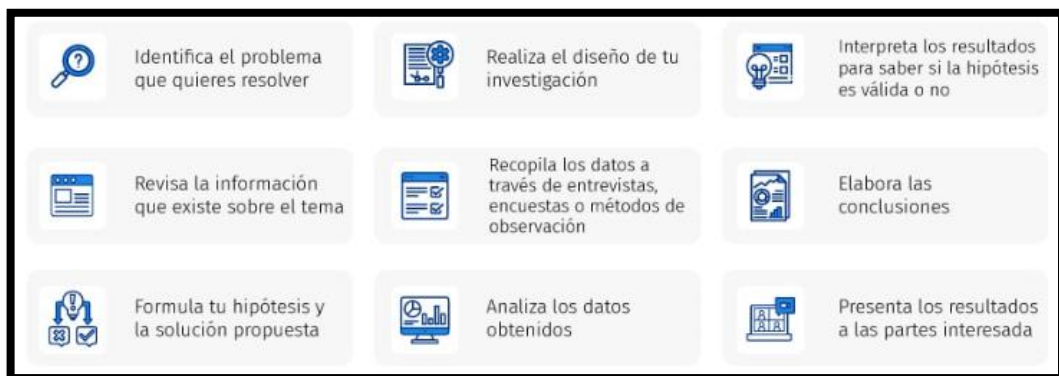 Identifica el problema
que quieres resolver
Revisa la información
que existe sobre el tema
Formula tu hipótesis y
la solución propuesta
Realiza el diseño de tu
investigación
Recopila los datos a
través de entrevistas,
encuestas o métodos de
observación
Analiza los datos
obtenidos
Interpreta los resultados
para saber si la hipótesis
es válida o no
Elabora las
conclusiones
Presenta los resultados
a las partes interesada